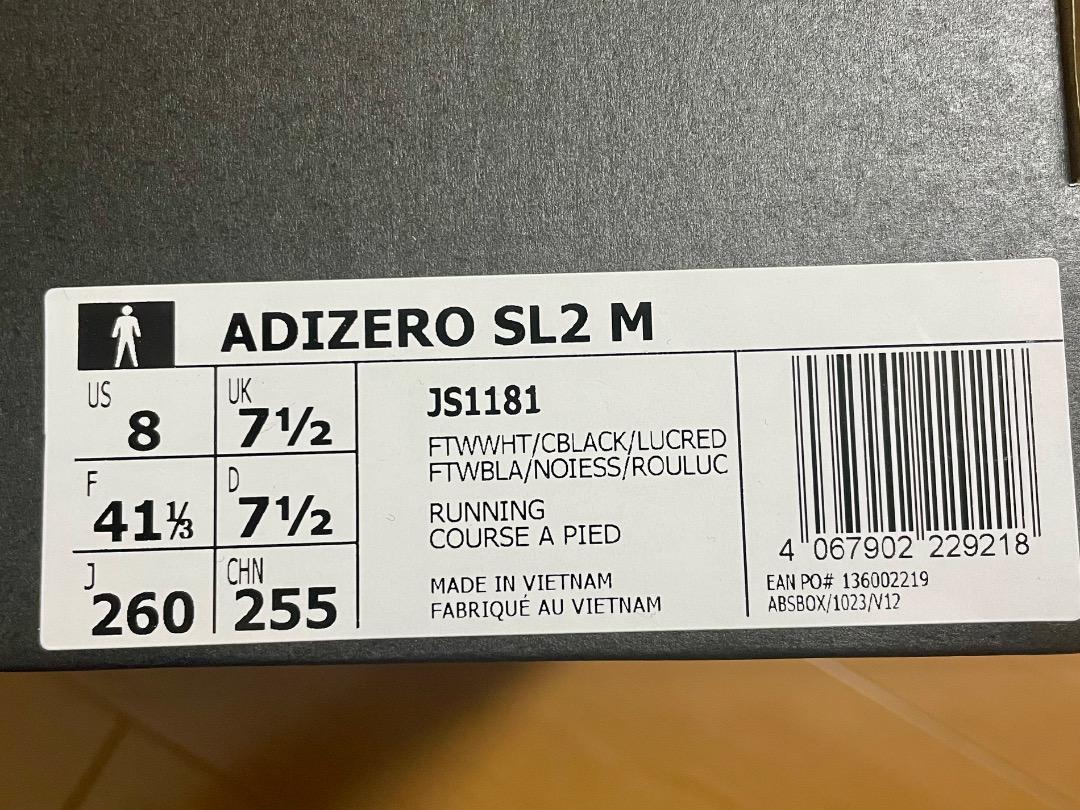 ADIZERO SL2 M
US 8
UK 7½
F 41⅓
D 7½
J 260
CHN 255
JS1181
FTWWHT/CBLACK/LUCRED
FTWBLA/NOIESS/ROULUC
RUNNING
COURSE A PIED
MADE IN VIETNAM
FABRIQUÉ AU VIETNAM
4 067902 229218
EAN PO# 136002219
ABSBOX/1023/V12